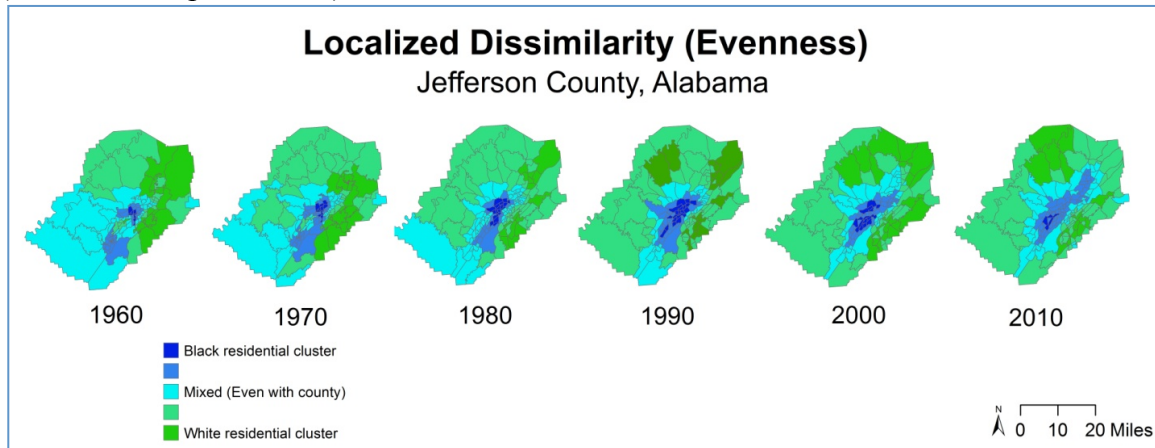 Localized Dissimilarity (Evenness)
Jefferson County, Alabama
1960 1970 1980 1990 2000 2010
Black residential cluster
Mixed (Even with county)
White residential cluster
N
0 10 20 Miles